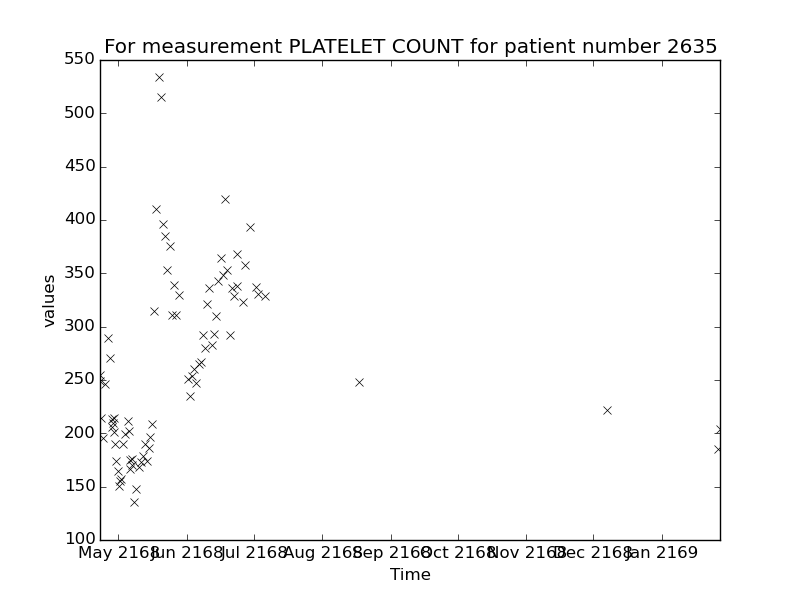 For measurement PLATELET COUNT for patient number 2635
550
500
450
400
350
300
250
200
150
100
values
May 2168 Jun 2168 Jul 2168 Aug 2168 Sep 2168 Oct 2168 Nov 2168 Dec 2168 Jan 2169
Time